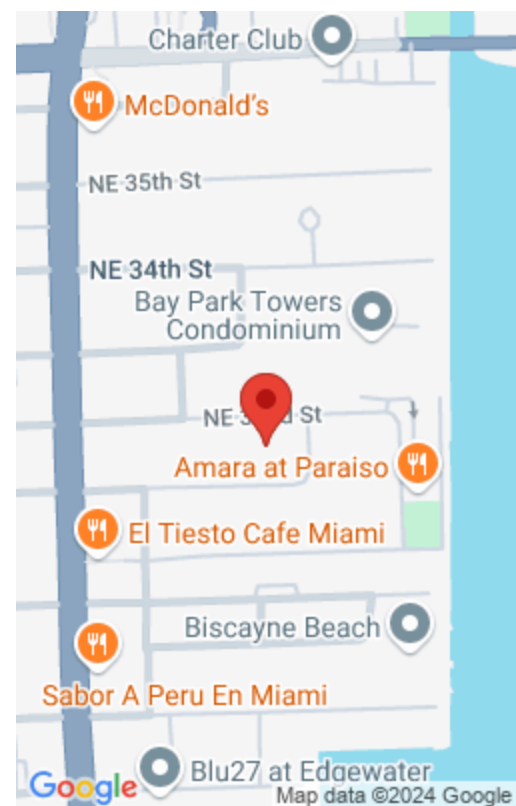 Charter Club
McDonald's
NE 35th St
NE 34th St
Bay Park Towers
Condominium
NE St
Amara at Paraiso
El Tiesto Cafe Miami
Biscayne Beach
Sabor A Peru En Miami
Blu27 at Edgewater
Google
Map data ©2024 Google